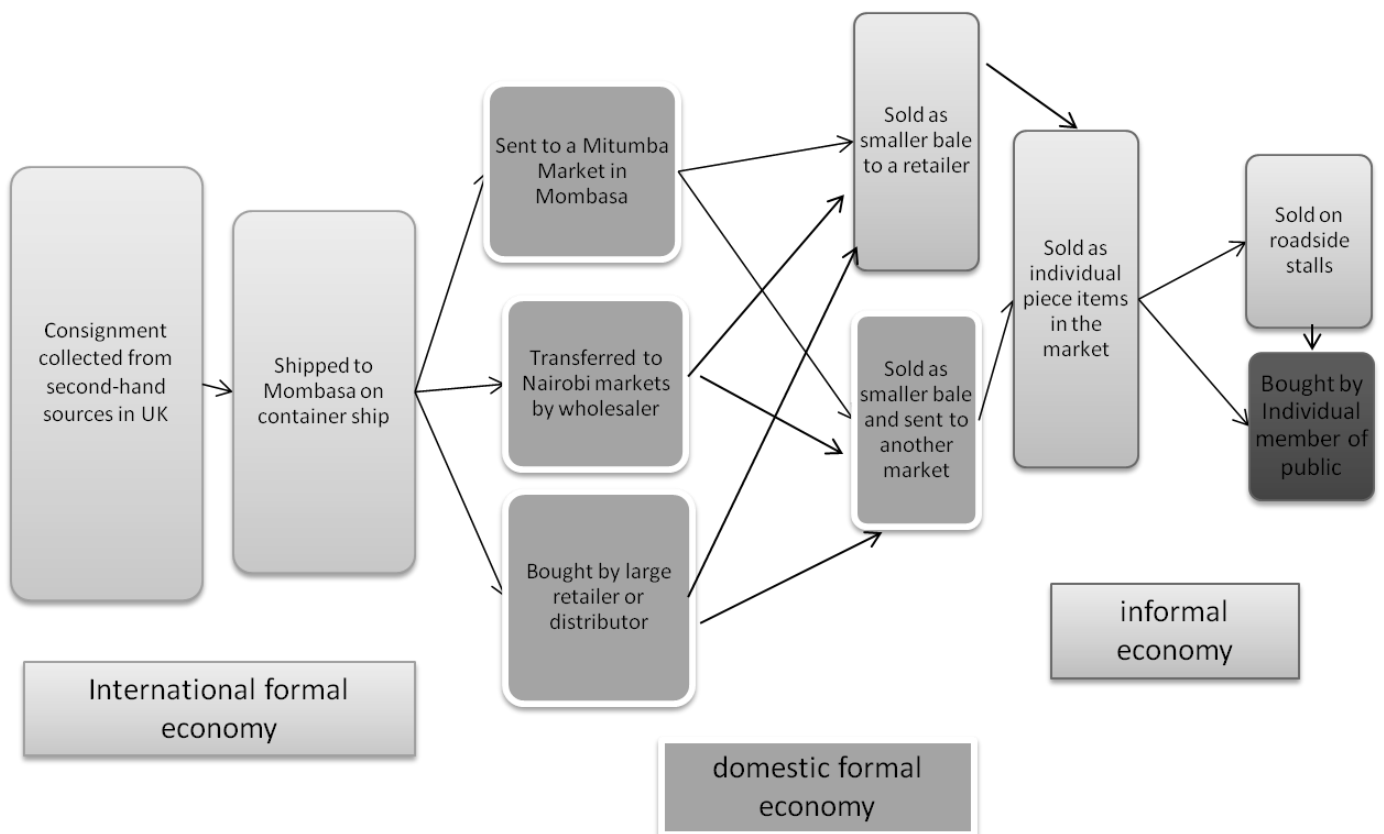 Consignment
collected from
second-hand
sources in UK
Shipped to
Mombasa on
container ship
Sent to a Mitumba
Market in
Mombasa
Transferred to
Nairobi markets
by wholesaler
Bought by large
retailer or
distributor
Sold as
smaller bale
to a retailer
Sold as
smaller bale
and sent to
another
market
Sold as
individual
piece items
in the
market
Sold on
roadside
stalls
Bought by
Individual
member of
public
International formal
economy
domestic formal
economy
informal
economy